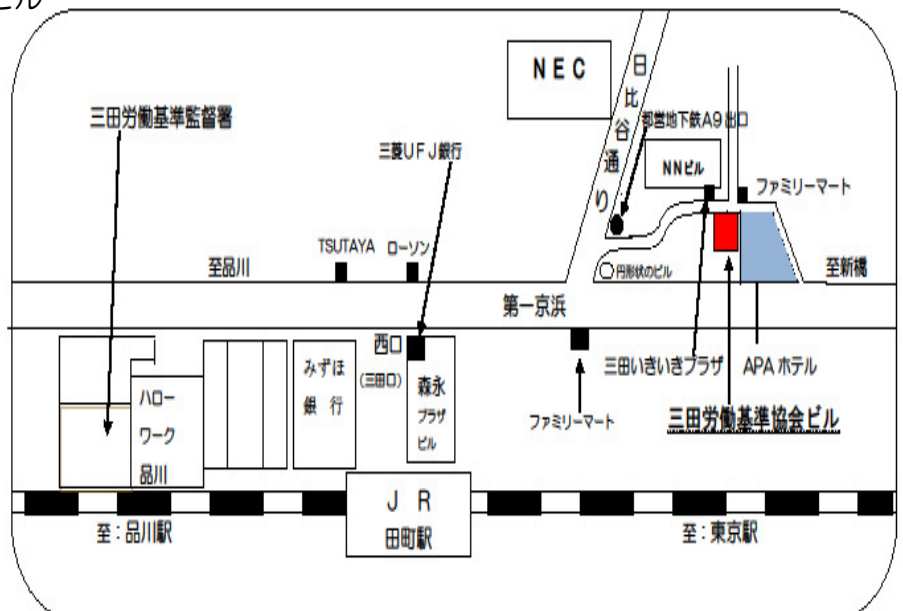 ビル
NEC
日比谷通り
三田労働基準監督署
都営地下鉄A9出口
三菱UFJ銀行
NNビル
ファミリーマート
TSUTAYA ローソン
至品川
円形状のビル
至新橋
第一京浜
西口
(三田口)
みずほ
銀 行
森永
プラザ
ビル
三田いきいきプラザ
APAホテル
ハロー
ワーク
品川
ファミリーマート
三田労働基準協会ビル
J R
田町駅
至：品川駅
至：東京駅